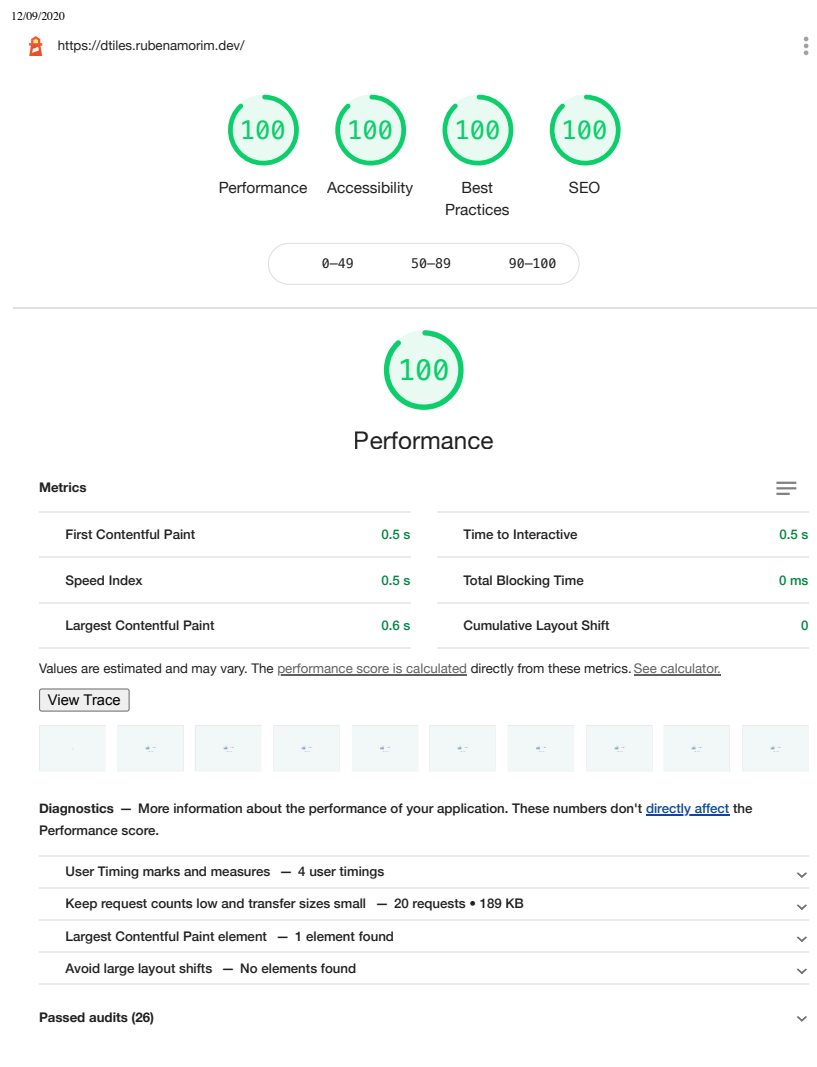 12/09/2020
https://dtiles.rubenamorim.dev/
100 100 100 100
Performance Accessibility Best Practices SEO
0–49 50–89 90–100
100
Performance
Metrics
First Contentful Paint 0.5 s
Time to Interactive 0.5 s
Speed Index 0.5 s
Total Blocking Time 0 ms
Largest Contentful Paint 0.6 s
Cumulative Layout Shift 0
Values are estimated and may vary. The performance score is calculated directly from these metrics. See calculator.
View Trace
Diagnostics — More information about the performance of your application. These numbers don't directly affect the
Performance score.
User Timing marks and measures — 4 user timings
Keep request counts low and transfer sizes small — 20 requests • 189 KB
Largest Contentful Paint element — 1 element found
Avoid large layout shifts — No elements found
Passed audits (26)